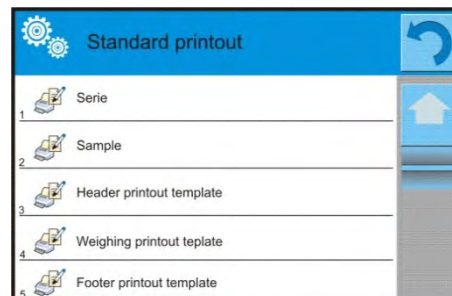 Standard printout
1 Serie
2 Sample
3 Header printout template
4 Weighing printout teplate
5 Footer printout template